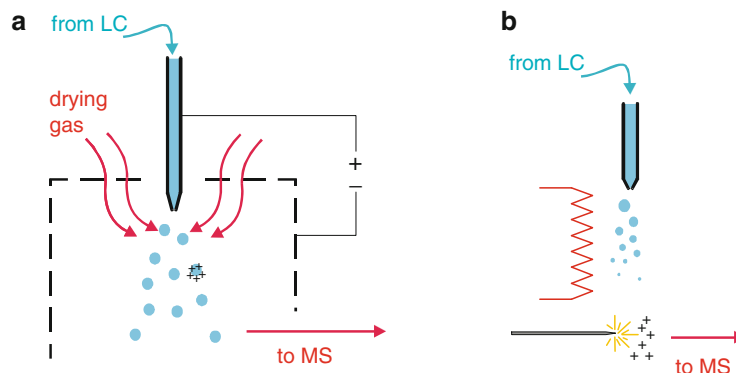 a
from LC
drying
gas
+
−
to MS
b
from LC
to MS